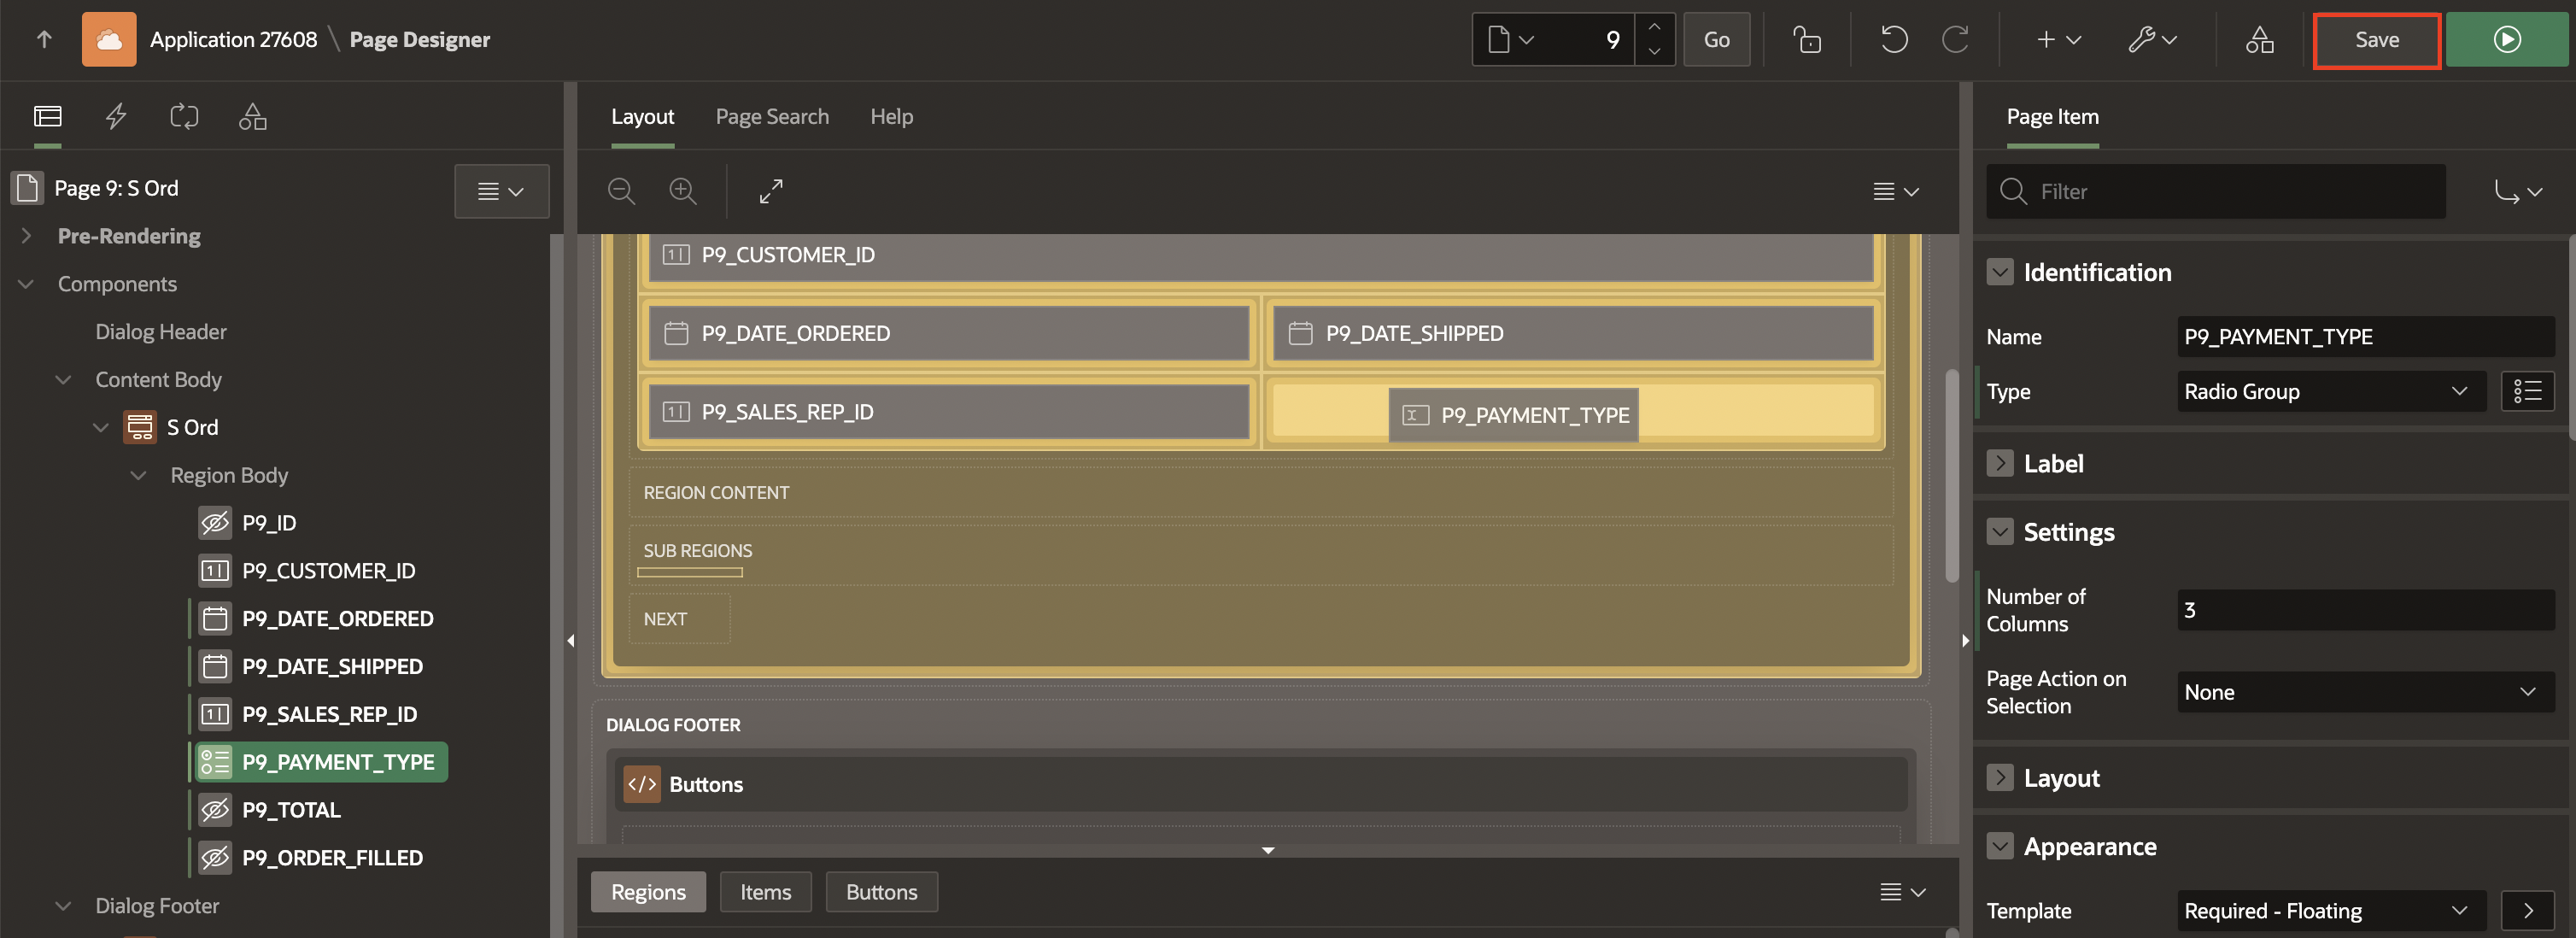 Application 27608 \ Page Designer
9
Go
Save
Page 9: S Ord
Pre-Rendering
Components
Dialog Header
Content Body
S Ord
Region Body
P9_ID
P9_CUSTOMER_ID
P9_DATE_ORDERED
P9_DATE_SHIPPED
P9_SALES_REP_ID
P9_PAYMENT_TYPE
P9_TOTAL
P9_ORDER_FILLED
Dialog Footer
Layout Page Search Help
P9_CUSTOMER_ID
P9_DATE_ORDERED P9_DATE_SHIPPED
P9_SALES_REP_ID P9_PAYMENT_TYPE
REGION CONTENT
SUB REGIONS
NEXT
DIALOG FOOTER
</> Buttons
Regions Items Buttons
Page Item
Filter
Identification
Name P9_PAYMENT_TYPE
Type Radio Group
Label
Settings
Number of
Columns
3
Page Action on
Selection
None
Layout
Appearance
Template Required - Floating